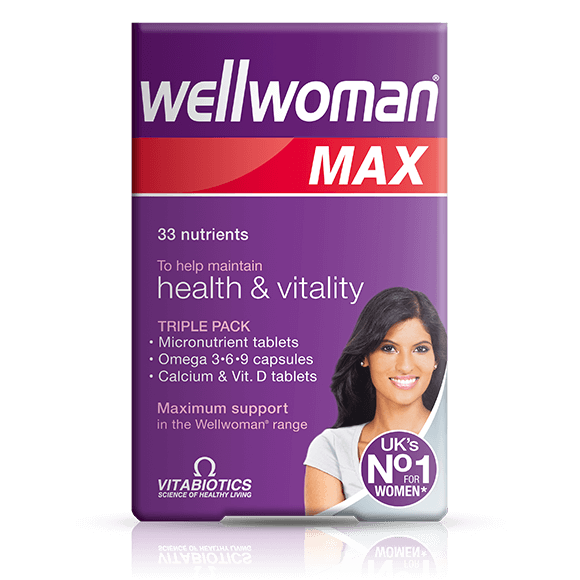 wellwoman®
MAX
33 nutrients
To help maintain
health & vitality
TRIPLE PACK
• Micronutrient tablets
• Omega 3•6•9 capsules
• Calcium & Vit. D tablets
Maximum support
in the Wellwoman® range
UK's
No1
FOR
WOMEN*
VITABIOTICS
SCIENCE OF HEALTHY LIVING